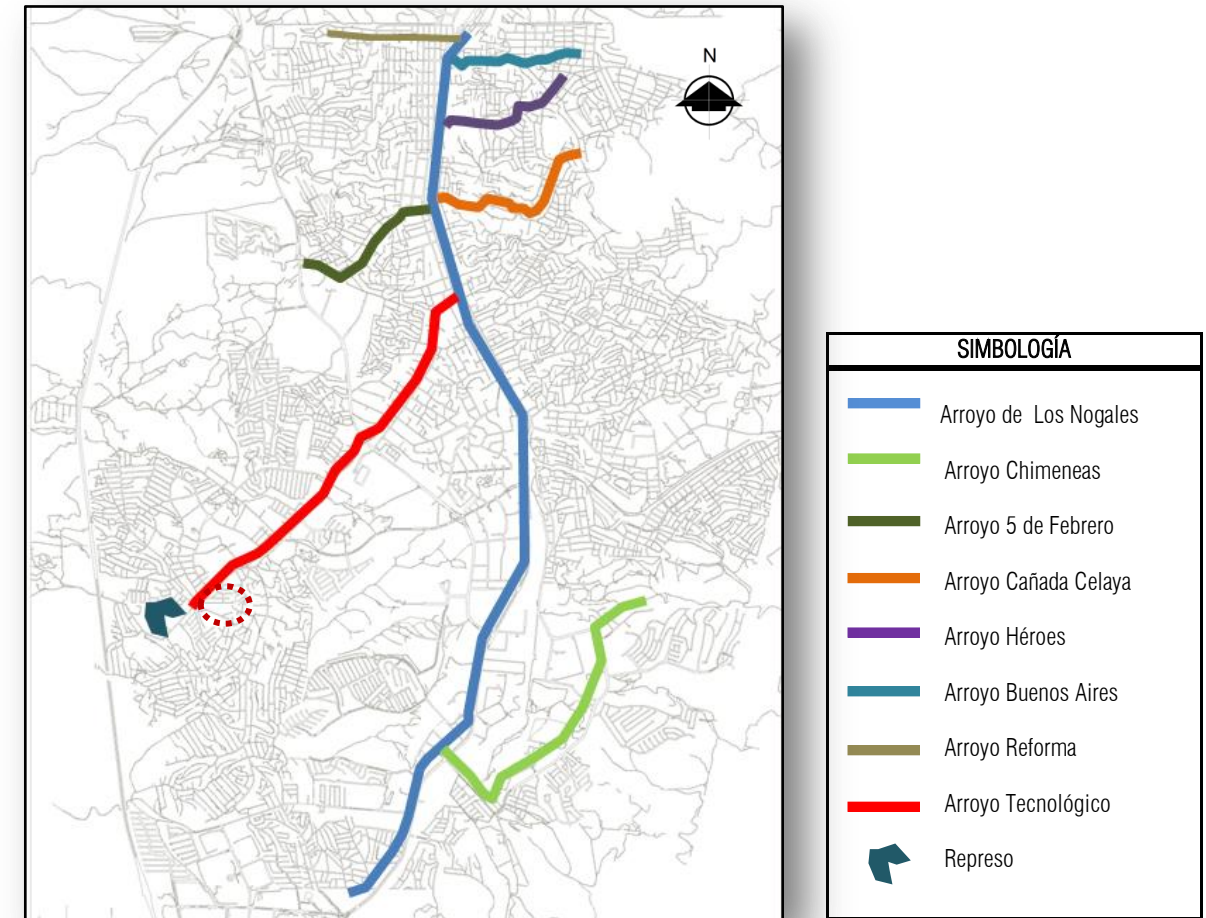 N
SIMBOLOGÍA
Arroyo de Los Nogales
Arroyo Chimeneas
Arroyo 5 de Febrero
Arroyo Cañada Celaya
Arroyo Héroes
Arroyo Buenos Aires
Arroyo Reforma
Arroyo Tecnológico
Represo